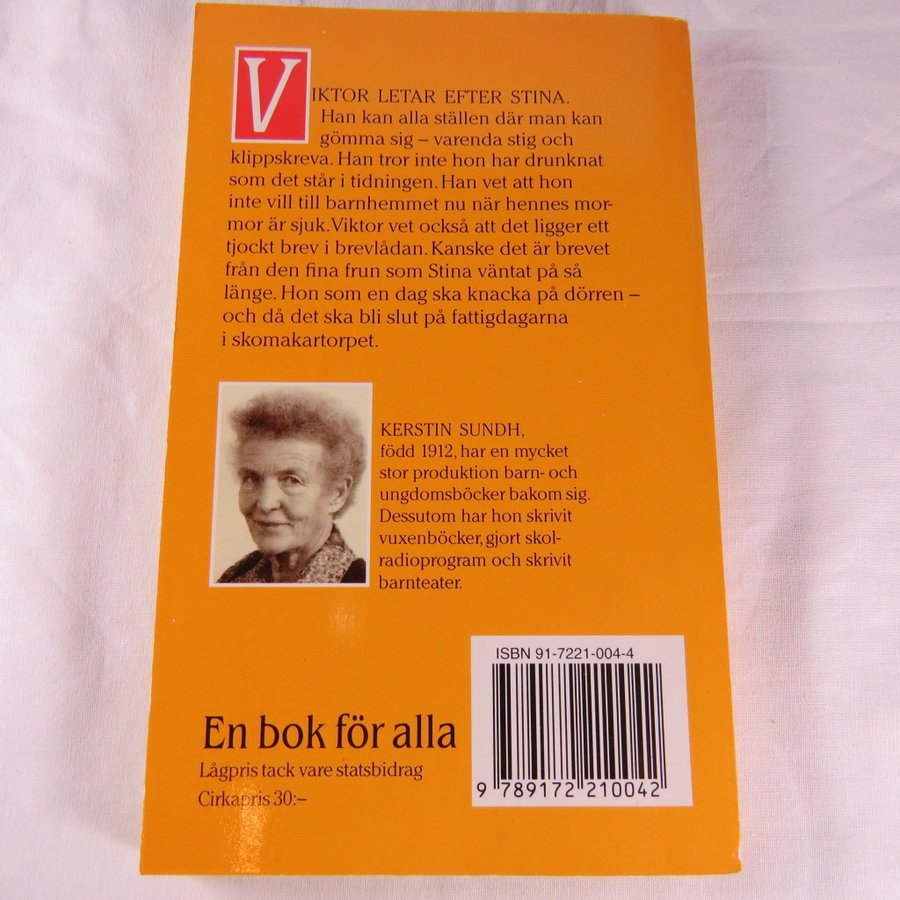 VIKTOR LETAR EFTER STINA.
Han kan alla ställen där man kan
gömma sig – varenda stig och
klippskreva. Han tror inte hon har drunknat
som det står i tidningen. Han vet att hon
inte vill till barnhemmet nu när hennes mor-
mor är sjuk. Viktor vet också att det ligger ett
tjockt brev i brevlådan. Kanske det är brevet
från den fina frun som Stina väntat på så
länge. Hon som en dag ska knacka på dörren –
och då det ska bli slut på fattigdagarna
i skomakartorpet.
KERSTIN SUNDH,
född 1912, har en mycket
stor produktion barn- och
ungdomsböcker bakom sig.
Dessutom har hon skrivit
vuxenböcker, gjort skol-
radioprogram och skrivit
barnteater.
ISBN 91-7221-004-4
9 789172 210042
En bok för alla
Lågpris tack vare statsbidrag
Cirkapris 30:–